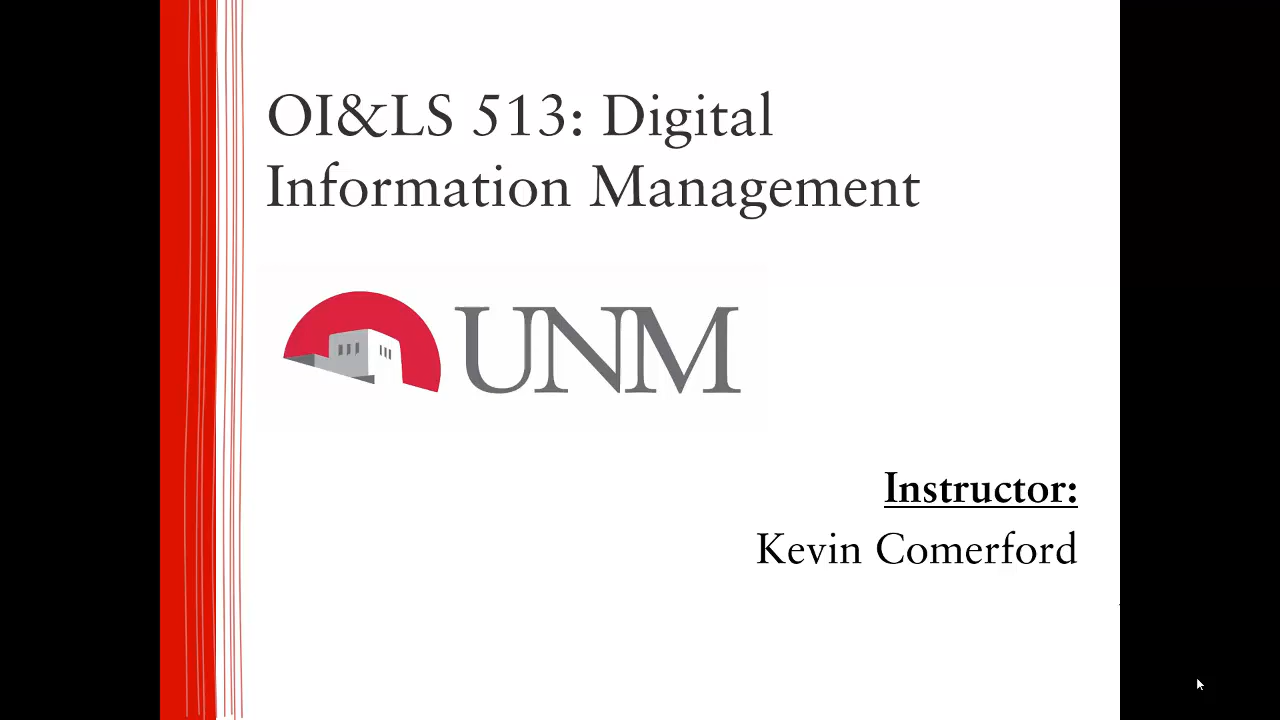 OI&LS 513: Digital
Information Management
UNM
Instructor:
Kevin Comerford